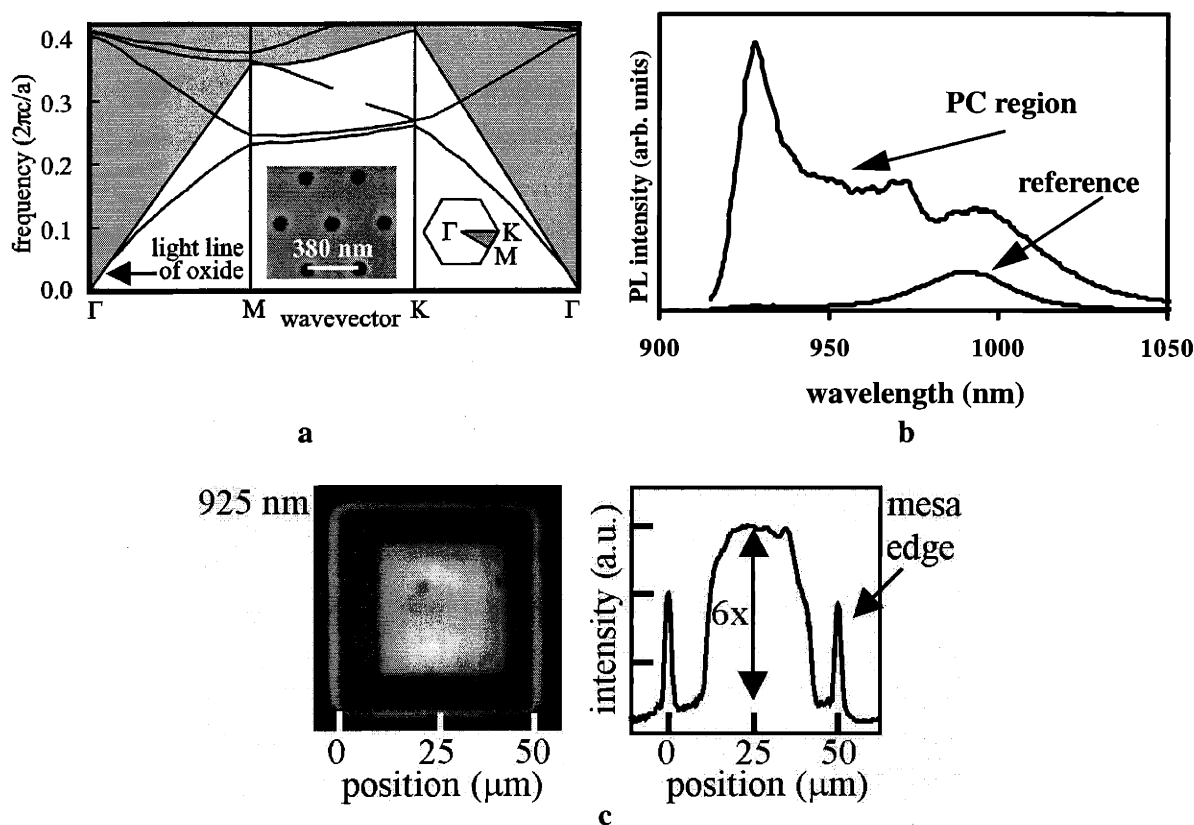 frequency (2πc/a)
0.4
0.3
0.2
0.1
0.0
light line
of oxide
380 nm
Γ K
M
Γ M K Γ
wavevector
a
PL intensity (arb. units)
PC region
reference
900 950 1000 1050
wavelength (nm)
b
925 nm
0 25 50
position (μm)
intensity (a.u.)
6x
mesa
edge
0 25 50
position (μm)
c